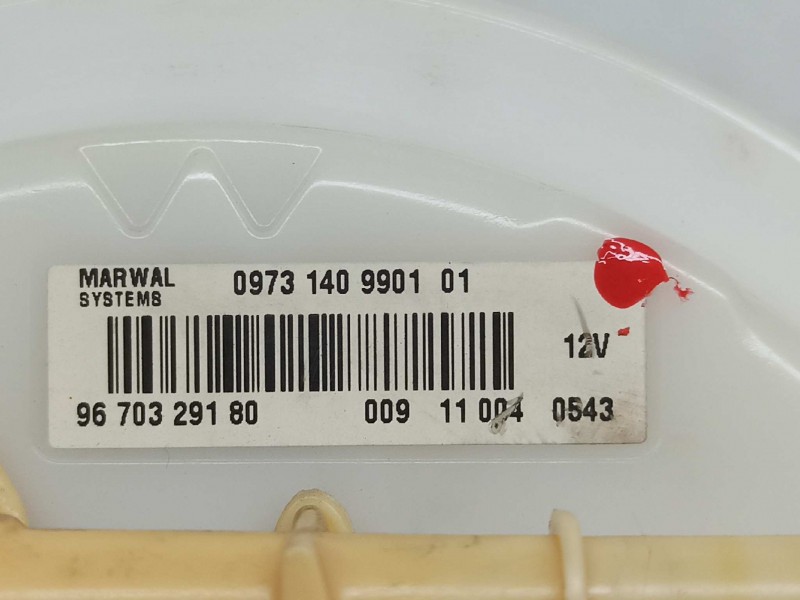 MARWAL
SYSTEMS
0973 140 9901 01
12V
96 703 291 80 009 11 004 0543